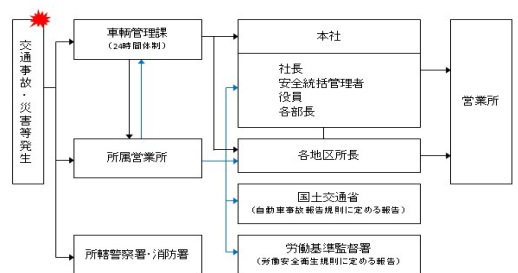 交通事故・災害等発生
車輌管理課
(24時間体制)
所属営業所
所轄警察署・消防署
本社
社長
安全統括管理者
役員
各部長
各地区所長
国土交通省
(自動車事故報告規則に定める報告)
労働基準監督署
(労働安全衛生規則に定める報告)
営業所